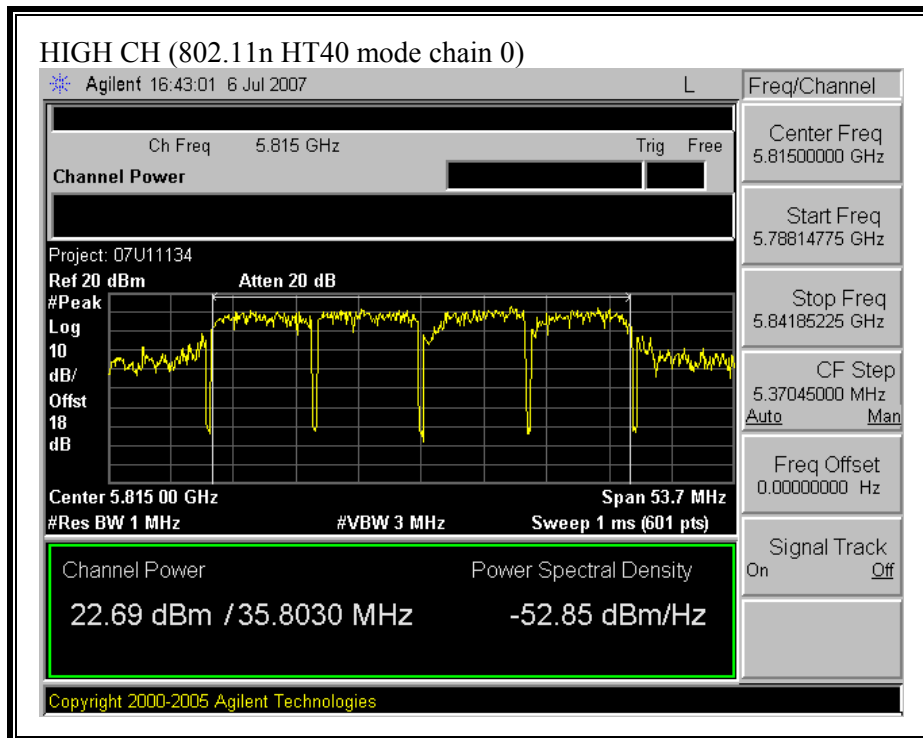 HIGH CH (802.11n HT40 mode chain 0)
Agilent 16:43:01 6 Jul 2007 L
Freq/Channel
Ch Freq 5.815 GHz Trig Free
Channel Power
Project: 07U11134
Ref 20 dBm Atten 20 dB
#Peak
Log
10
dB/
Offst
18
dB
Center 5.815 00 GHz Span 53.7 MHz
#Res BW 1 MHz #VBW 3 MHz Sweep 1 ms (601 pts)
Channel Power Power Spectral Density
22.69 dBm / 35.8030 MHz -52.85 dBm/Hz
Copyright 2000-2005 Agilent Technologies
Center Freq
5.81500000 GHz
Start Freq
5.78814775 GHz
Stop Freq
5.84185225 GHz
CF Step
5.37045000 MHz
Auto Man
Freq Offset
0.00000000 Hz
Signal Track
On Off